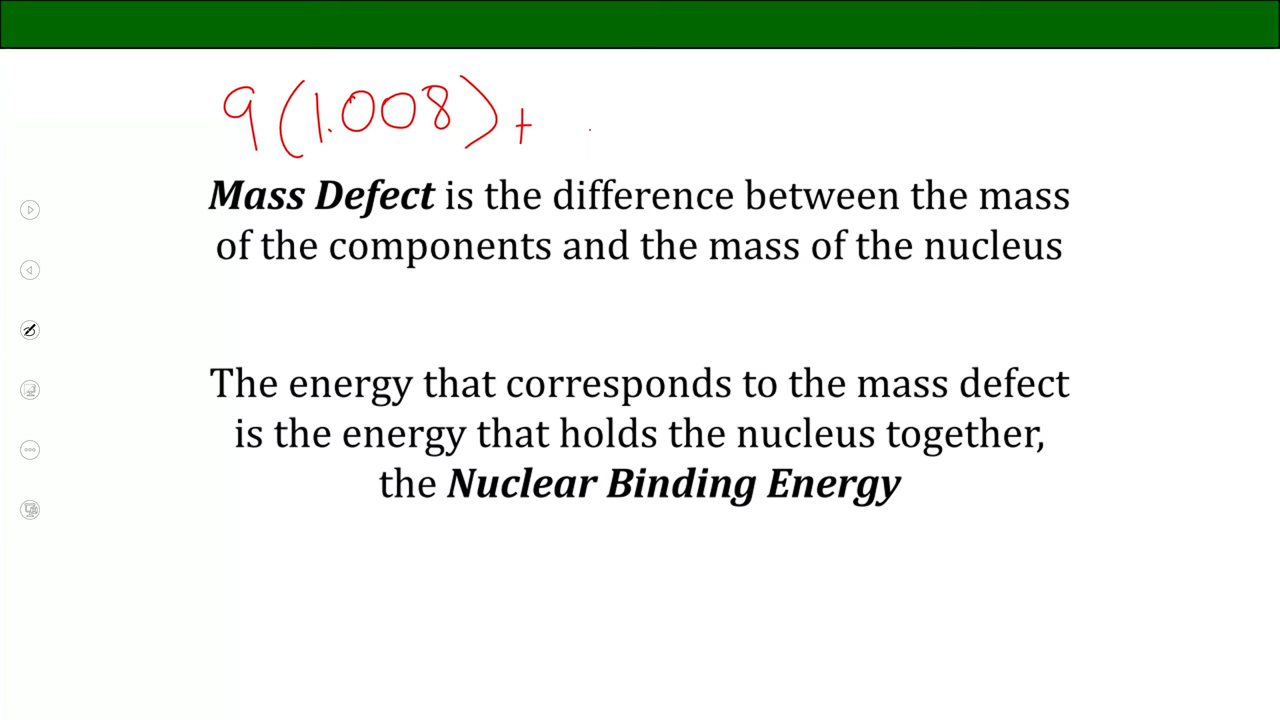 9 (1.008) +
Mass Defect is the difference between the mass
of the components and the mass of the nucleus
The energy that corresponds to the mass defect
is the energy that holds the nucleus together,
the Nuclear Binding Energy